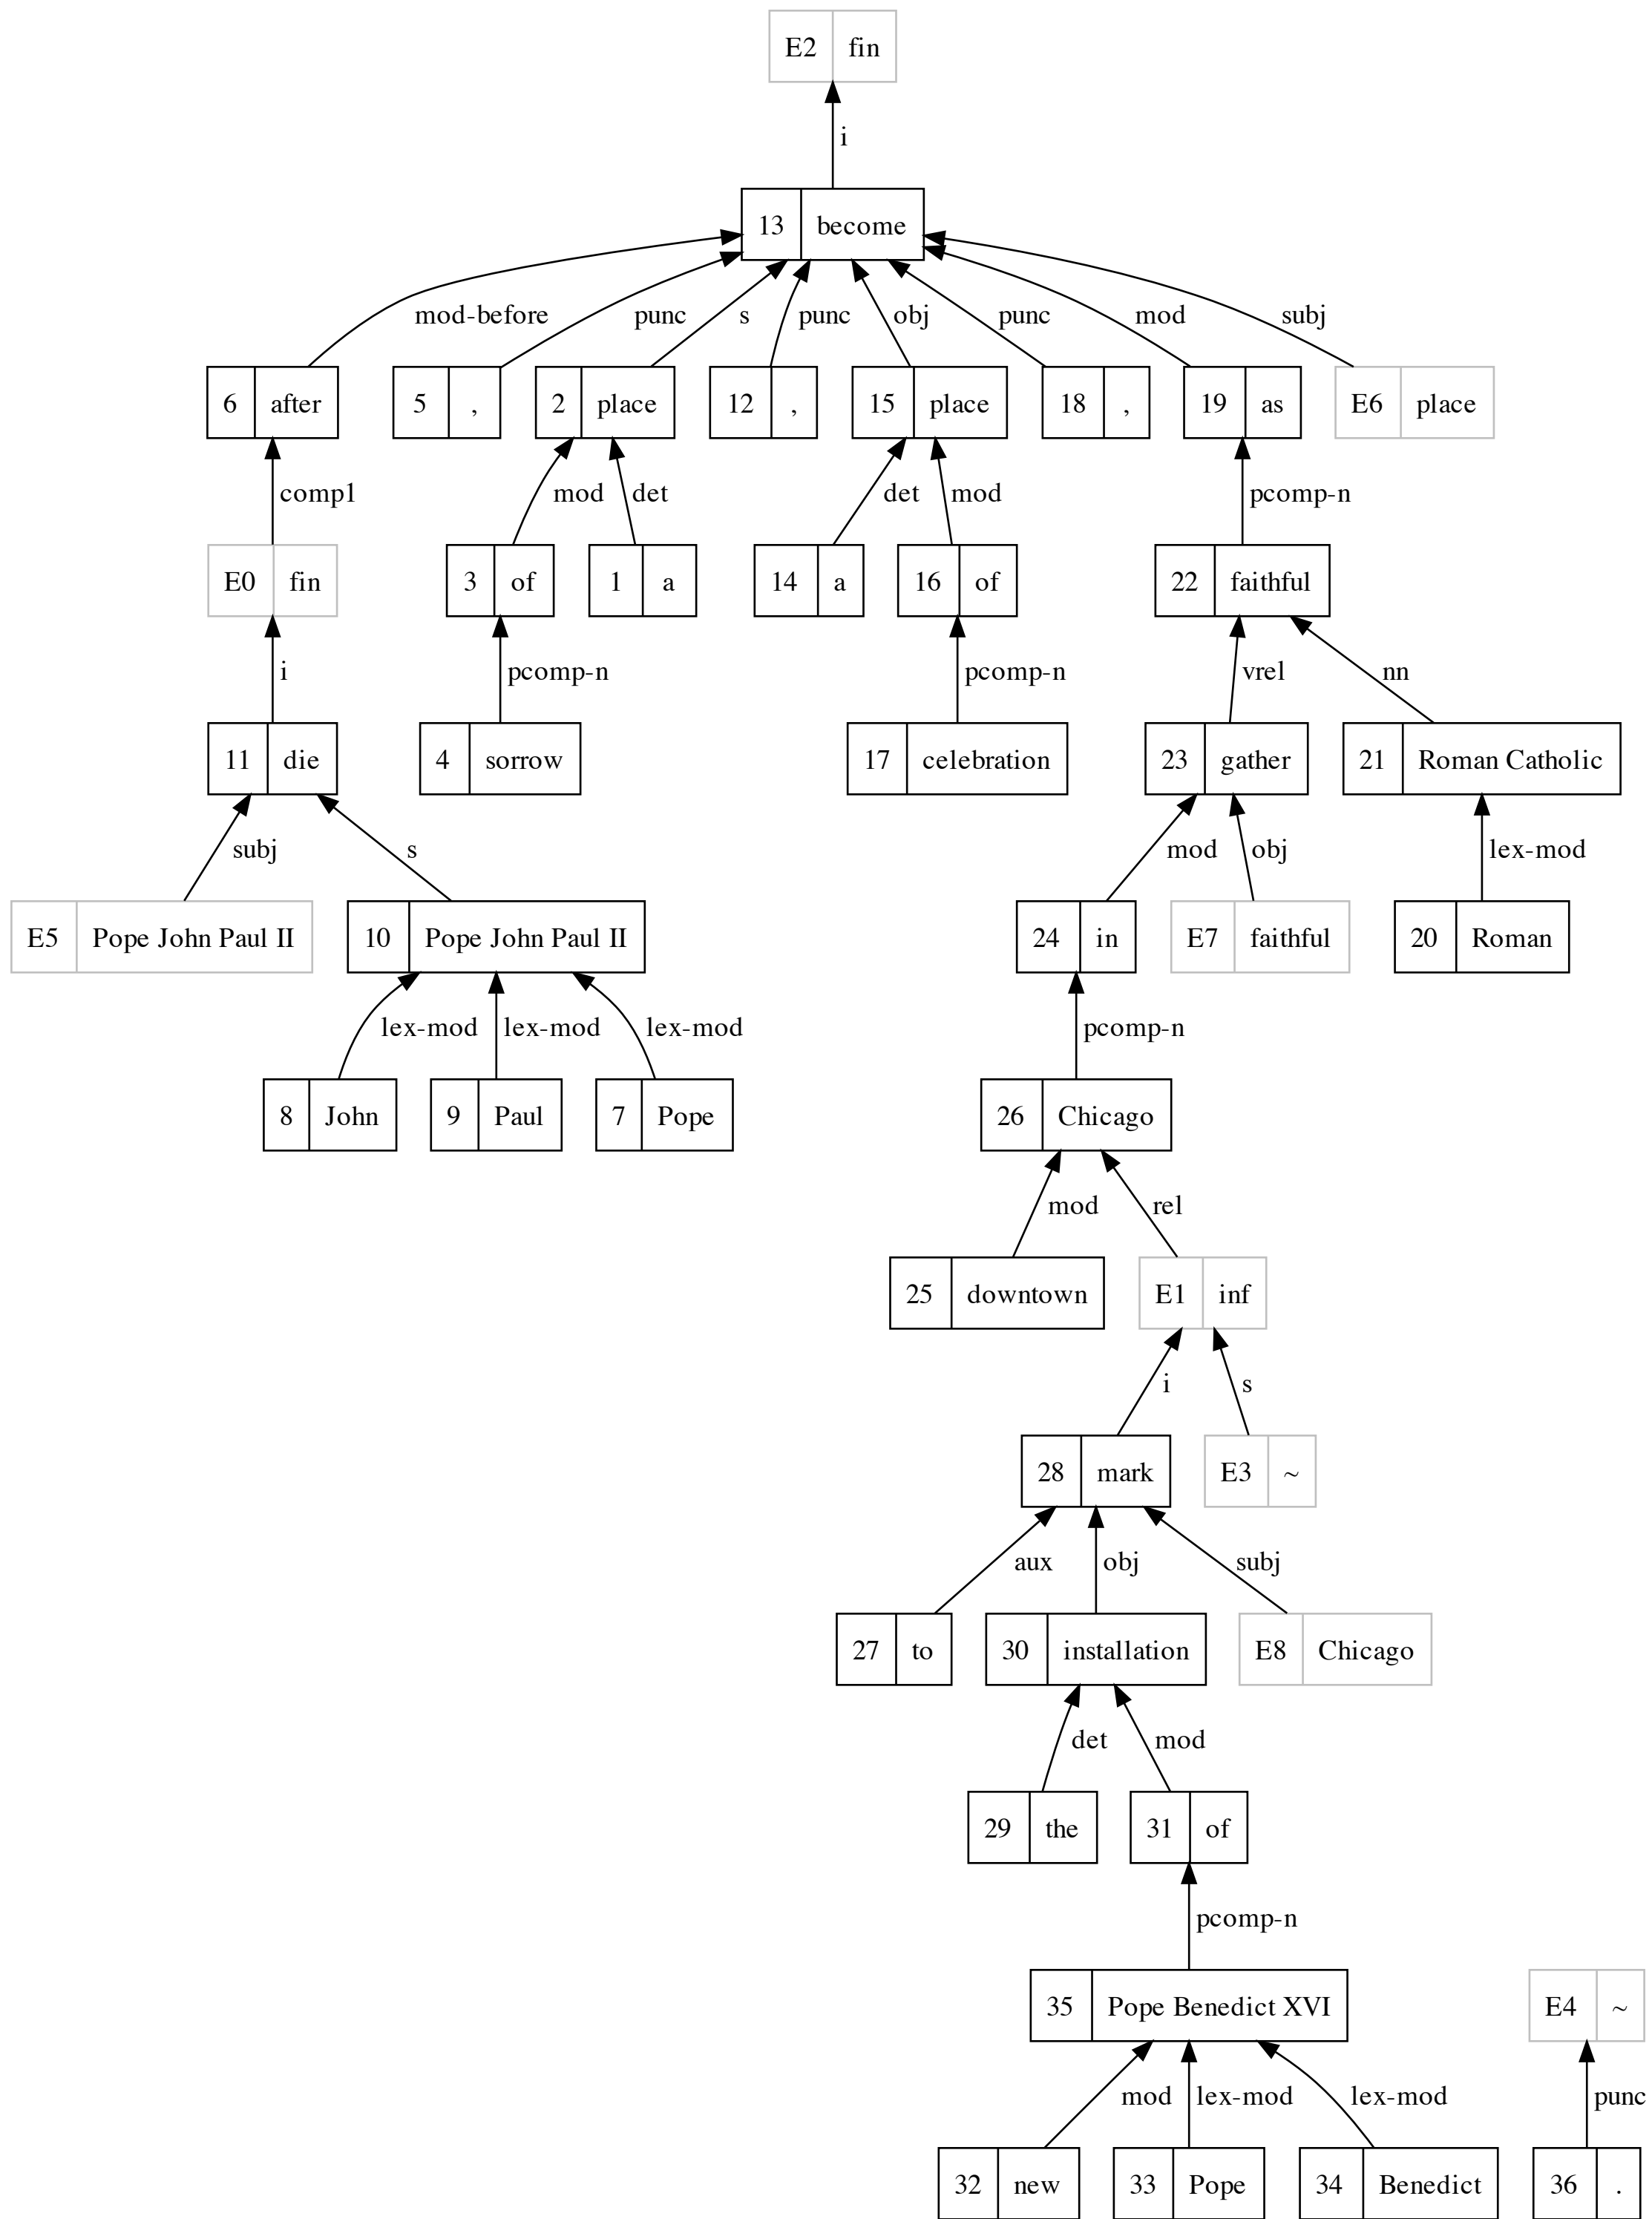 E2 fin
i
13 become
mod-before punc s punc obj punc mod subj
6 after 5 , 2 place 12 , 15 place 18 , 19 as E6 place
comp1 mod det det mod pcomp-n
E0 fin 3 of 1 a 14 a 16 of 22 faithful
i pcomp-n pcomp-n vrel nn
11 die 4 sorrow 17 celebration 23 gather 21 Roman Catholic
subj s mod obj lex-mod
E5 Pope John Paul II 10 Pope John Paul II 24 in E7 faithful 20 Roman
lex-mod lex-mod lex-mod pcomp-n
8 John 9 Paul 7 Pope 26 Chicago
mod rel
25 downtown E1 inf
i s
28 mark E3 ~
aux obj subj
27 to 30 installation E8 Chicago
det mod
29 the 31 of
pcomp-n
35 Pope Benedict XVI E4 ~
mod lex-mod lex-mod punc
32 new 33 Pope 34 Benedict 36 .